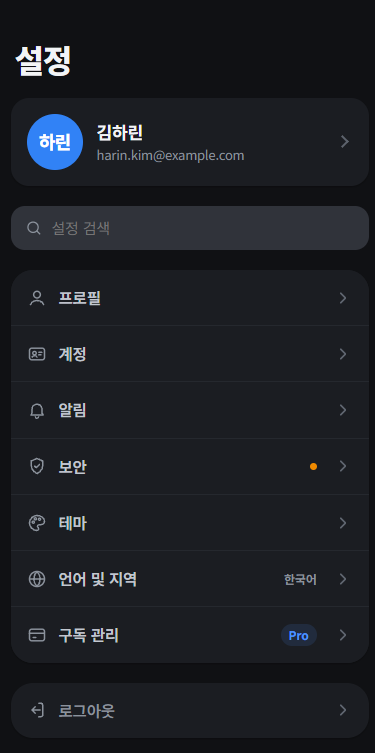 설정
하린
김하린
harin.kim@example.com
설정 검색
프로필
계정
알림
보안
테마
언어 및 지역 한국어
구독 관리 Pro
로그아웃